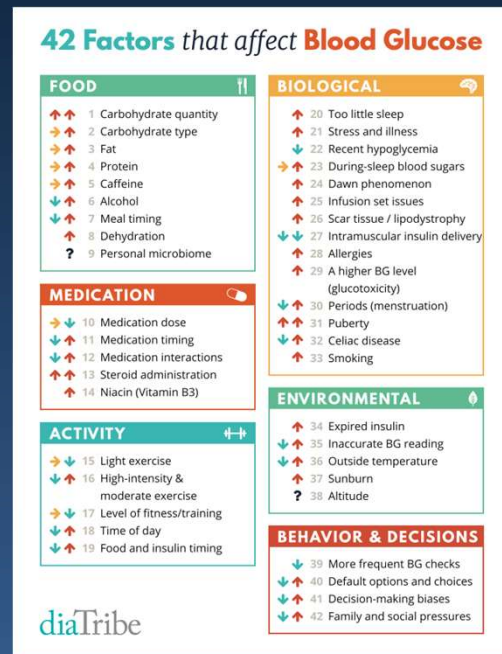 42 Factors that affect Blood Glucose
FOOD
1 Carbohydrate quantity
2 Carbohydrate type
3 Fat
4 Protein
5 Caffeine
6 Alcohol
7 Meal timing
8 Dehydration
? 9 Personal microbiome
MEDICATION
10 Medication dose
11 Medication timing
12 Medication interactions
13 Steroid administration
14 Niacin (Vitamin B3)
ACTIVITY
15 Light exercise
16 High-intensity &
moderate exercise
17 Level of fitness/training
18 Time of day
19 Food and insulin timing
diaTribe
BIOLOGICAL
20 Too little sleep
21 Stress and illness
22 Recent hypoglycemia
23 During-sleep blood sugars
24 Dawn phenomenon
25 Infusion set issues
26 Scar tissue / lipodystrophy
27 Intramuscular insulin delivery
28 Allergies
29 A higher BG level
(glucotoxicity)
30 Periods (menstruation)
31 Puberty
32 Celiac disease
33 Smoking
ENVIRONMENTAL
34 Expired insulin
35 Inaccurate BG reading
36 Outside temperature
37 Sunburn
? 38 Altitude
BEHAVIOR & DECISIONS
39 More frequent BG checks
40 Default options and choices
41 Decision-making biases
42 Family and social pressures